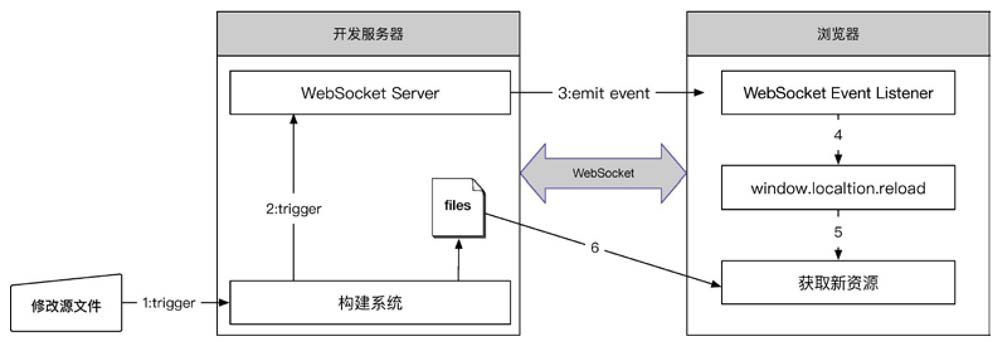 开发服务器
浏览器
WebSocket Server
3:emit event
WebSocket Event Listener
4
WebSocket
window.localtion.reload
files
2:trigger
5
6
获取新资源
修改源文件
1:trigger
构建系统